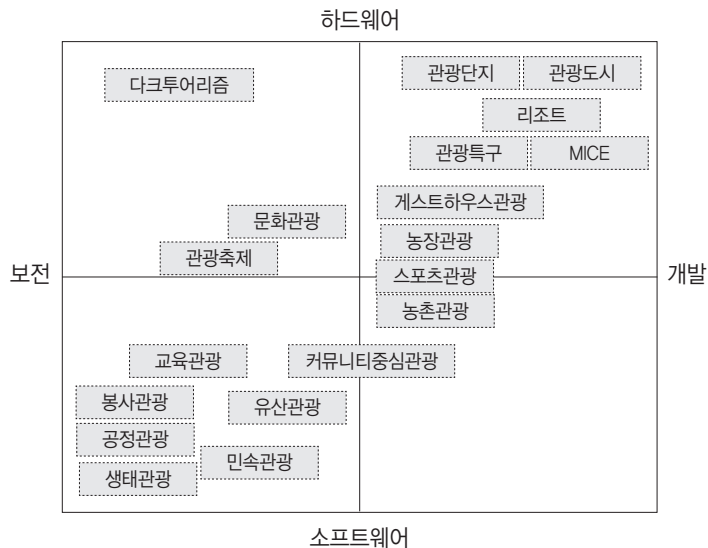 하드웨어
다크투어리즘
관광단지
관광도시
리조트
관광특구
MICE
게스트하우스관광
문화관광
농장관광
관광축제
보전
스포츠관광
개발
농촌관광
교육관광
커뮤니티중심관광
봉사관광
유산관광
공정관광
민속관광
생태관광
소프트웨어